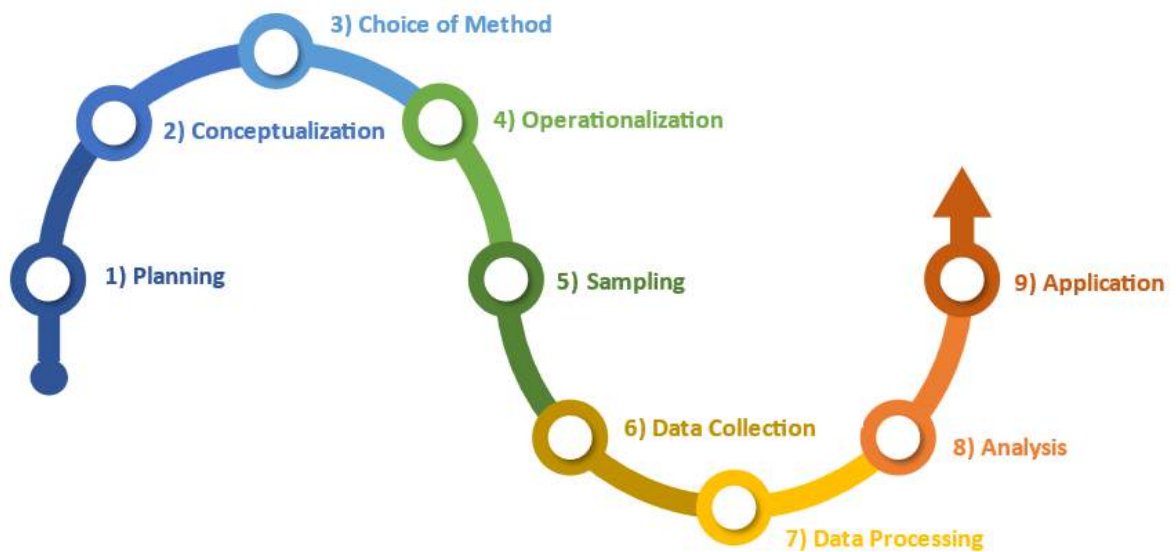 1) Planning
2) Conceptualization
3) Choice of Method
4) Operationalization
5) Sampling
6) Data Collection
7) Data Processing
8) Analysis
9) Application